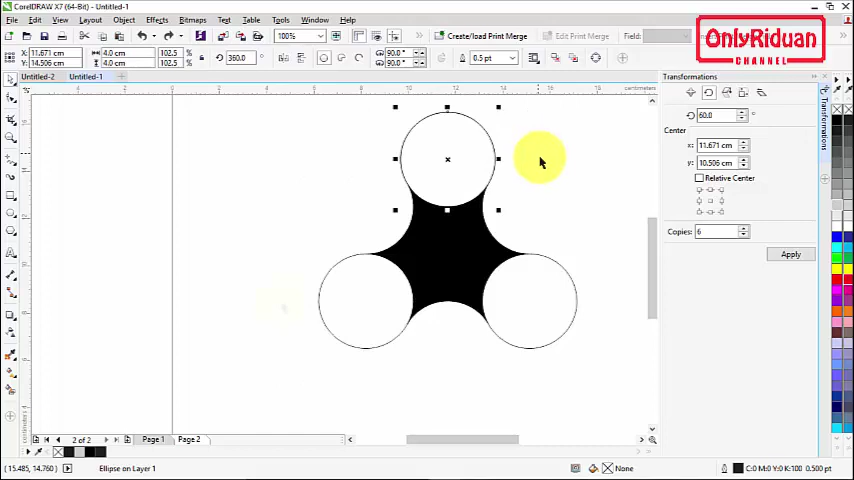 CorelDRAW X7 (64-Bit) - Untitled-1
File Edit View Layout Object Effects Bitmaps Text Table Tools Window Help
100% Create/load Print Merge Edit Print Merge Field:
X: 11.671 cm 4.0 cm 102.5 360.0 ° 90.0 ° 0.5 pt
Y: 14.506 cm 4.0 cm 102.5 90.0 °
OnlyRiduan
CHANNEL
Untitled-2 Untitled-1
Transformations
centimeters
60.0 °
Center
x: 11.671 cm
y: 10.506 cm
Relative Center
Copies: 6
Apply
Transformations
2 of 2 Page 1 Page 2
(15.485, 14.760) Ellipse on Layer 1 None C:0 M:0 Y:0 K:100 0.500 pt